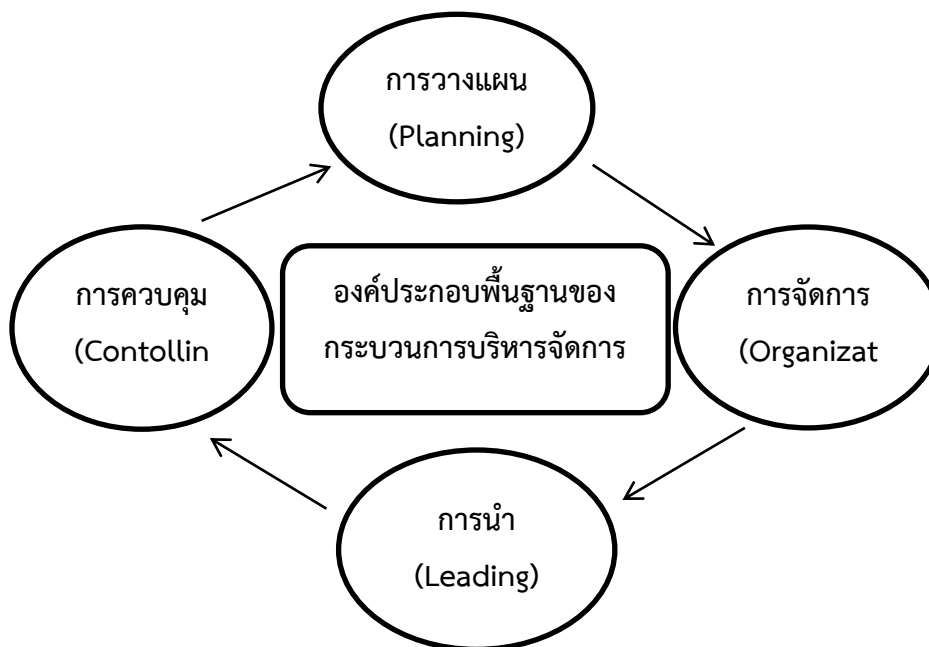 การวางแผน
(Planning)
การควบคุม
(Contollin
องค์ประกอบพื้นฐานของ
กระบวนการบริหารจัดการ
การจัดการ
(Organizat
การนำ
(Leading)